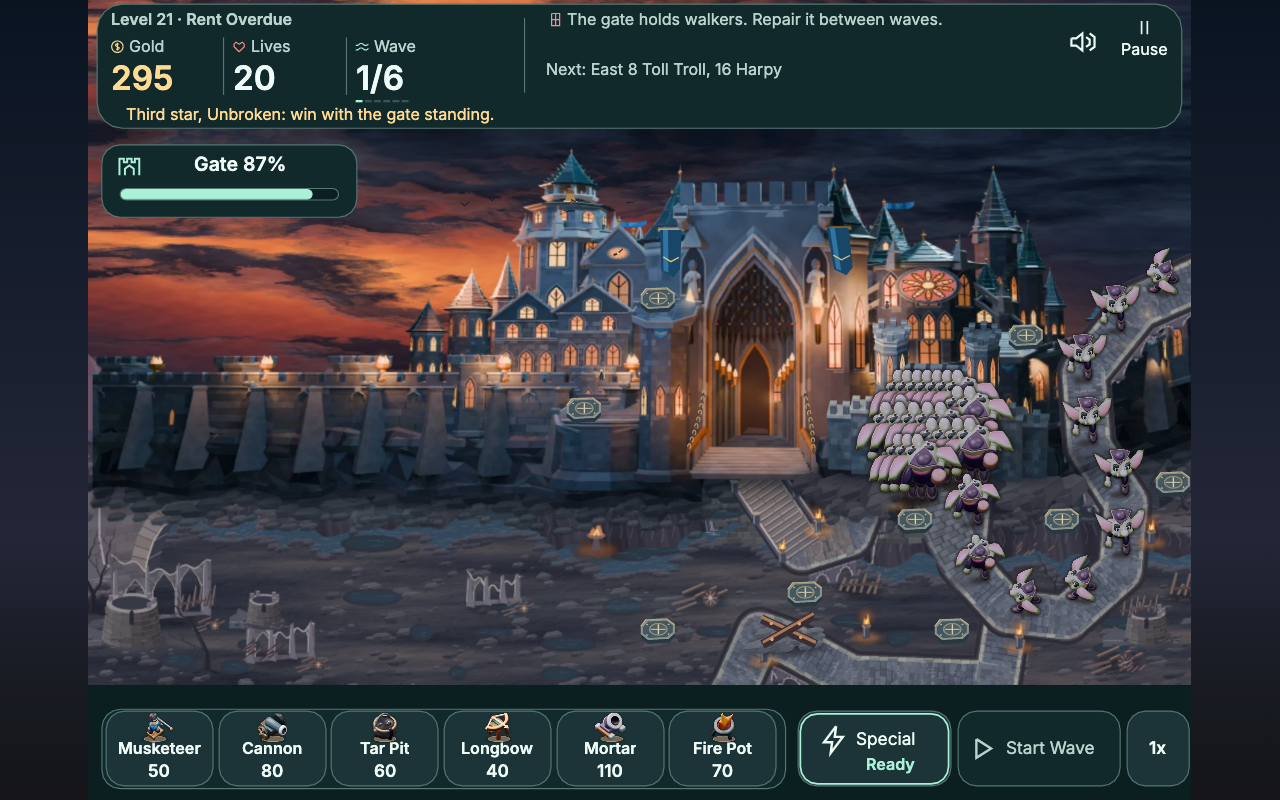 Level 21 · Rent Overdue
Gold
Lives
Wave
295
20
1/6
Third star, Unbroken: win with the gate standing.
The gate holds walkers. Repair it between waves.
Next: East 8 Toll Troll, 16 Harpy
Pause
Gate 87%
Musketeer
50
Cannon
80
Tar Pit
60
Longbow
40
Mortar
110
Fire Pot
70
Special
Ready
Start Wave
1x